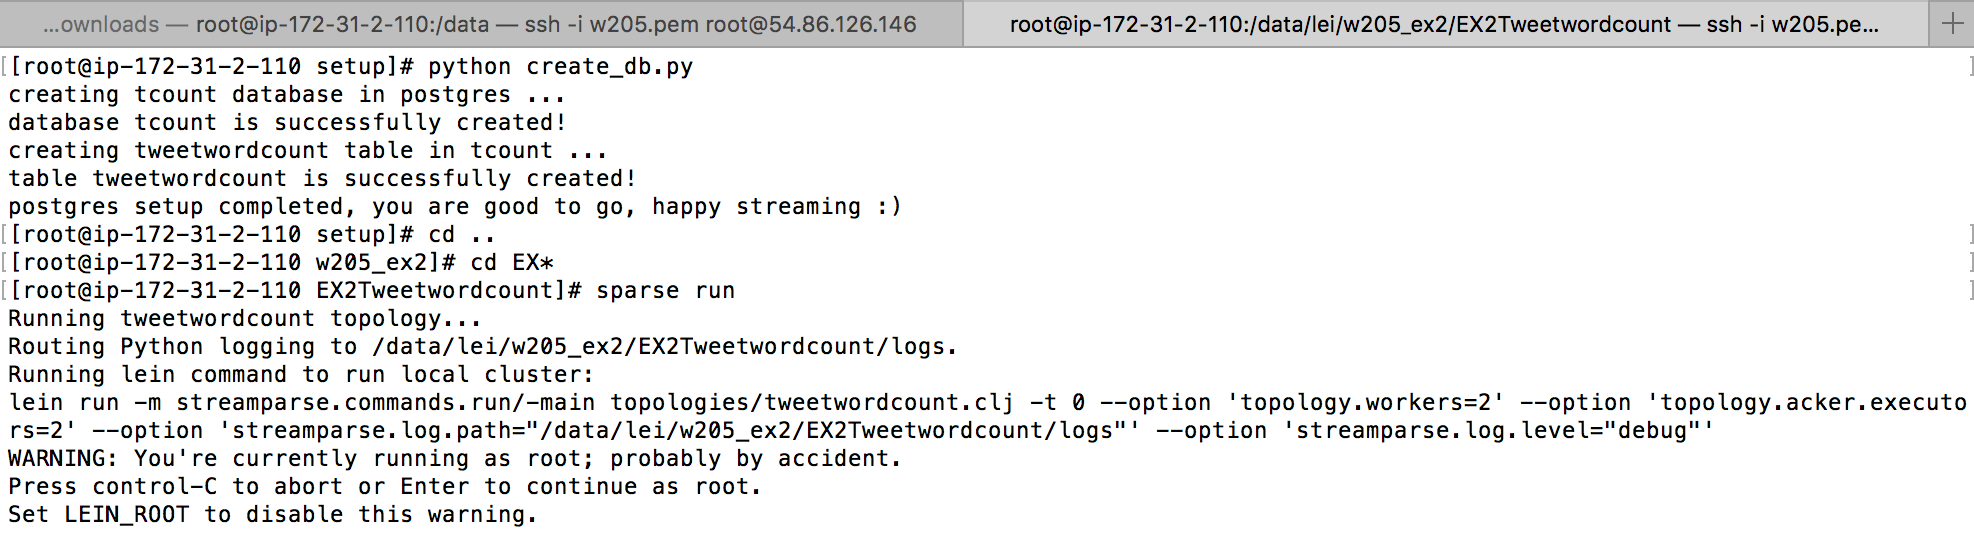 ...ownloads — root@ip-172-31-2-110:/data — ssh -i w205.pem root@54.86.126.146
root@ip-172-31-2-110:/data/lei/w205_ex2/EX2Tweetwordcount — ssh -i w205.pe... +
[[root@ip-172-31-2-110 setup]# python create_db.py ]
creating tcount database in postgres ...
database tcount is successfully created!
creating tweetwordcount table in tcount ...
table tweetwordcount is successfully created!
postgres setup completed, you are good to go, happy streaming :)
[[root@ip-172-31-2-110 setup]# cd .. ]
[[root@ip-172-31-2-110 w205_ex2]# cd EX* ]
[[root@ip-172-31-2-110 EX2Tweetwordcount]# sparse run ]
Running tweetwordcount topology...
Routing Python logging to /data/lei/w205_ex2/EX2Tweetwordcount/logs.
Running lein command to run local cluster:
lein run -m streamparse.commands.run/-main topologies/tweetwordcount.clj -t 0 --option 'topology.workers=2' --option 'topology.acker.executo
rs=2' --option 'streamparse.log.path="/data/lei/w205_ex2/EX2Tweetwordcount/logs"' --option 'streamparse.log.level="debug"'
WARNING: You're currently running as root; probably by accident.
Press control-C to abort or Enter to continue as root.
Set LEIN_ROOT to disable this warning.